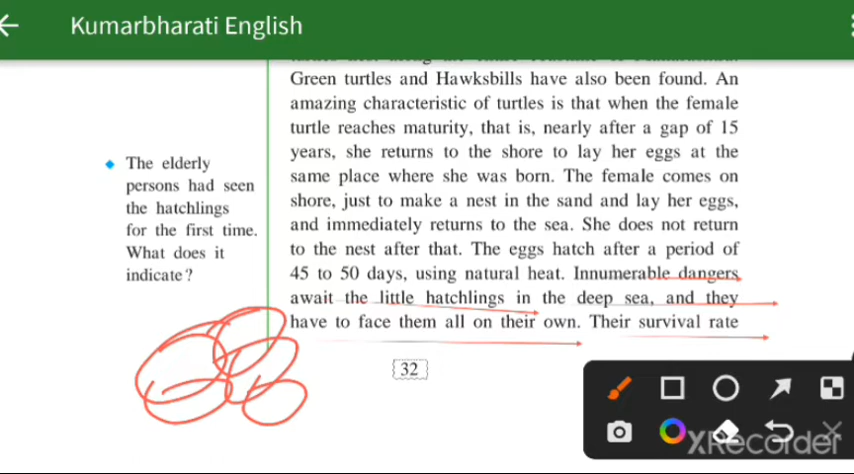 Kumarbharati English
Green turtles and Hawksbills have also been found. An
amazing characteristic of turtles is that when the female
turtle reaches maturity, that is, nearly after a gap of 15
years, she returns to the shore to lay her eggs at the
same place where she was born. The female comes on
shore, just to make a nest in the sand and lay her eggs,
and immediately returns to the sea. She does not return
to the nest after that. The eggs hatch after a period of
45 to 50 days, using natural heat. Innumerable dangers
await the little hatchlings in the deep sea, and they
have to face them all on their own. Their survival rate
The elderly
persons had seen
the hatchlings
for the first time.
What does it
indicate?
32
XRecorder